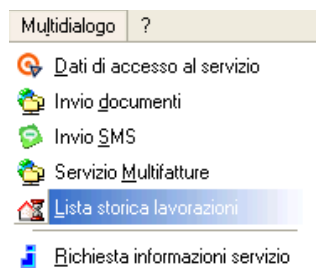 Multidialogo ?
Dati di accesso al servizio
Invio documenti
Invio SMS
Servizio Multifatture
Lista storica lavorazioni
Richiesta informazioni servizio